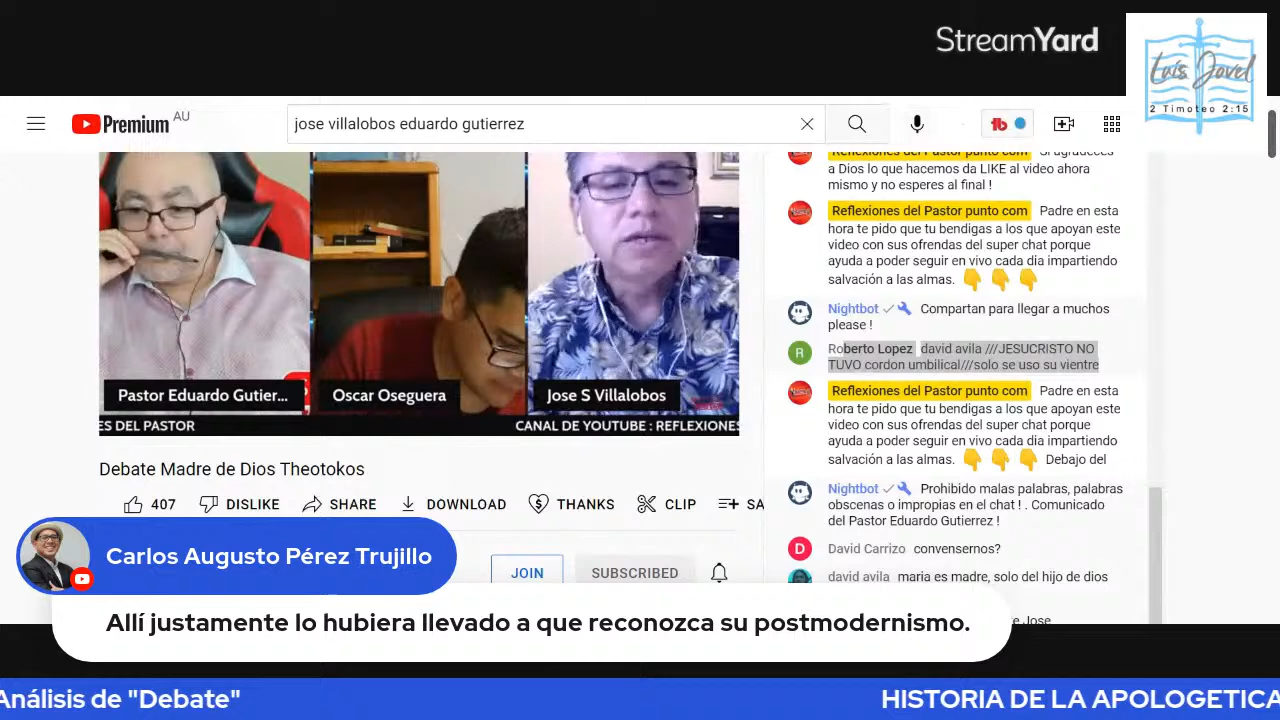 StreamYard
Luis Jovel
2 Timoteo 2:15
Premium
AU
jose villalobos eduardo gutierrez
Pastor Eduardo Gutier...
Oscar Oseguera
Jose S Villalobos
ES DEL PASTOR
CANAL DE YOUTUBE : REFLEXIONES
Debate Madre de Dios Theotokos
407
DISLIKE
SHARE
DOWNLOAD
THANKS
CLIP
SA
JOIN
SUBSCRIBED
Reflexiones del Pastor punto com Si agradeces
a Dios lo que hacemos da LIKE al video ahora
mismo y no esperes al final !
Reflexiones del Pastor punto com Padre en esta
hora te pido que tu bendigas a los que apoyan este
video con sus ofrendas del super chat porque
ayuda a poder seguir en vivo cada dia impartiendo
salvación a las almas. 👇 👇 👇
Nightbot Compartan para llegar a muchos
please !
R
Roberto Lopez david avila ///JESUCRISTO NO
TUVO cordon umbilical///solo se uso su vientre
Reflexiones del Pastor punto com Padre en esta
hora te pido que tu bendigas a los que apoyan este
video con sus ofrendas del super chat porque
ayuda a poder seguir en vivo cada dia impartiendo
salvación a las almas. 👇 👇 👇 Debajo del
Nightbot Prohibido malas palabras, palabras
obscenas o impropias en el chat ! . Comunicado
del Pastor Eduardo Gutierrez !
D
David Carrizo convensernos?
david avila maria es madre, solo del hijo de dios
Jose
Carlos Augusto Pérez Trujillo
Allí justamente lo hubiera llevado a que reconozca su postmodernismo.
Análisis de "Debate"
HISTORIA DE LA APOLOGETICA